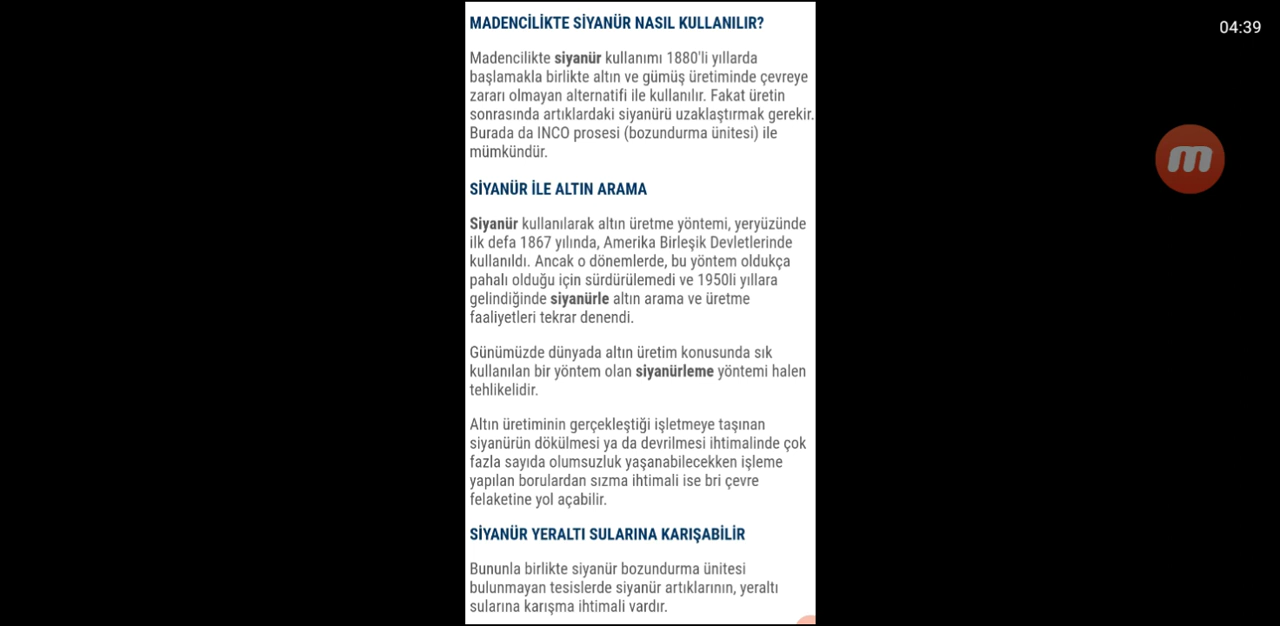 MADENCİLİKTE SİYANÜR NASIL KULLANILIR?
04:39
Madencilikte siyanür kullanımı 1880'li yıllarda
başlamakla birlikte altın ve gümüş üretiminde çevreye
zararı olmayan alternatifi ile kullanılır. Fakat üretin
sonrasında artıklardaki siyanürü uzaklaştırmak gerekir.
Burada da INCO prosesi (bozundurma ünitesi) ile
mümkündür.
SİYANÜR İLE ALTIN ARAMA
Siyanür kullanılarak altın üretme yöntemi, yeryüzünde
ilk defa 1867 yılında, Amerika Birleşik Devletlerinde
kullanıldı. Ancak o dönemlerde, bu yöntem oldukça
pahalı olduğu için sürdürülemedi ve 1950li yıllara
gelindiğinde siyanürle altın arama ve üretme
faaliyetleri tekrar denendi.
Günümüzde dünyada altın üretim konusunda sık
kullanılan bir yöntem olan siyanürleme yöntemi halen
tehlikelidir.
Altın üretiminin gerçekleştiği işletmeye taşınan
siyanürün dökülmesi ya da devrilmesi ihtimalinde çok
fazla sayıda olumsuzluk yaşanabilecekken işleme
yapılan borulardan sızma ihtimali ise bri çevre
felaketine yol açabilir.
SİYANÜR YERALTI SULARINA KARIŞABİLİR
Bununla birlikte siyanür bozundurma ünitesi
bulunmayan tesislerde siyanür artıklarının, yeraltı
sularına karışma ihtimali vardır.